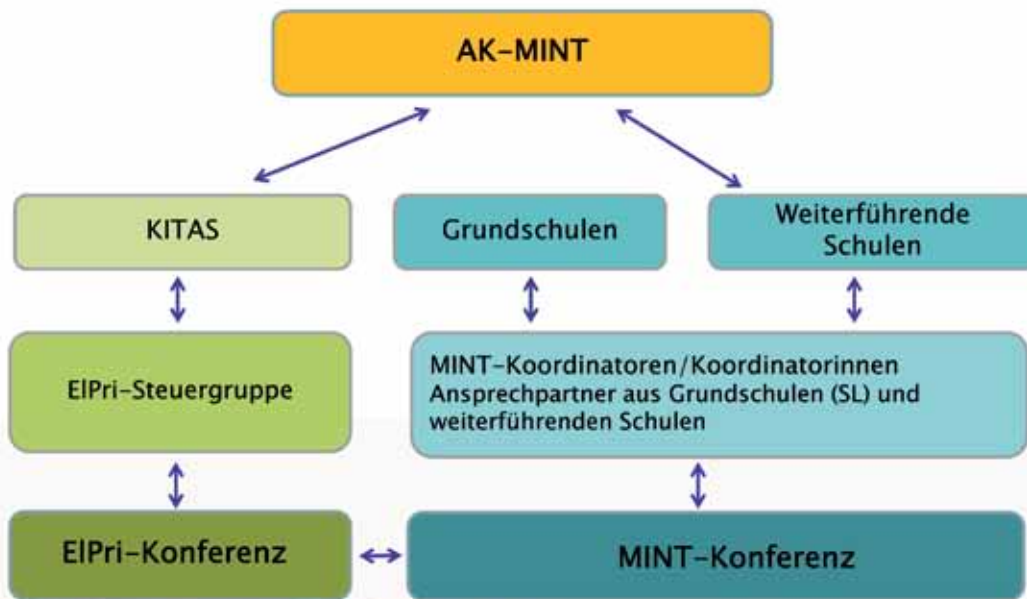 AK-MINT
KITAS
Grundschulen
Weiterführende
Schulen
ElPri-Steuergruppe
MINT-Koordinatoren/Koordinatorinnen
Ansprechpartner aus Grundschulen (SL) und
weiterführenden Schulen
ElPri-Konferenz
MINT-Konferenz